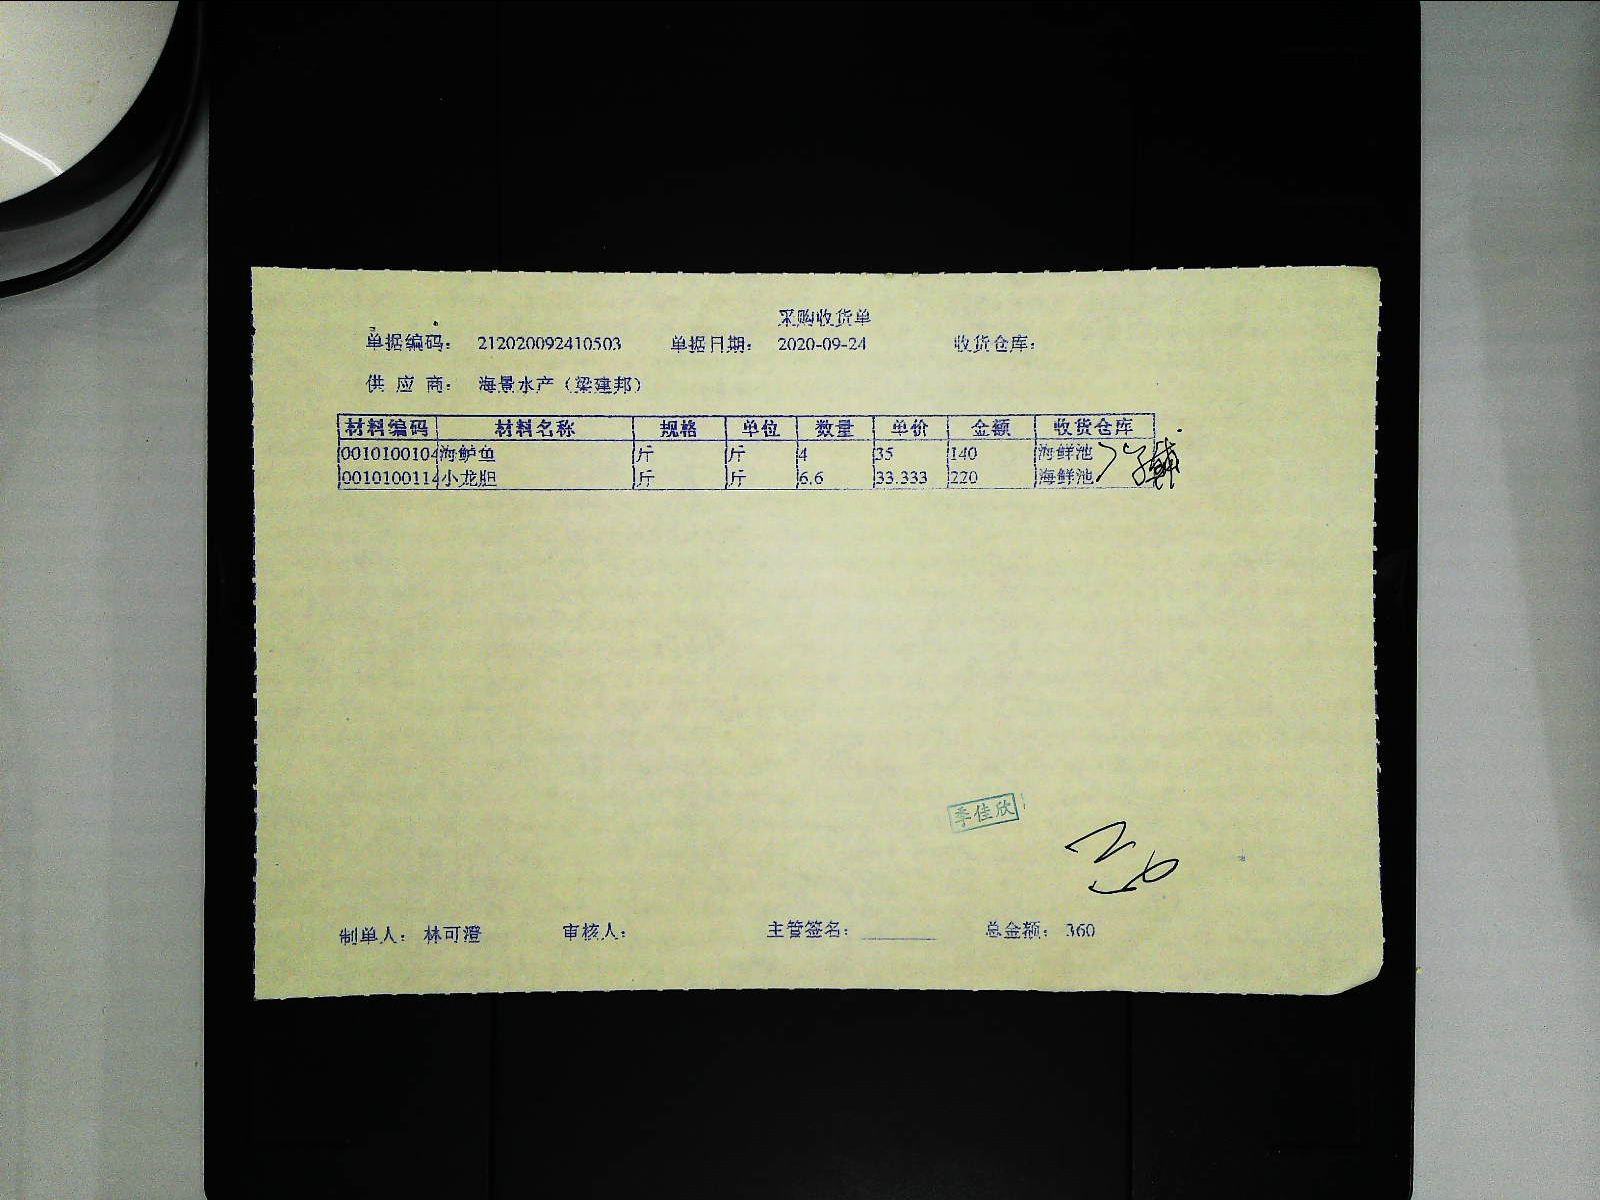 采购收货单
单据编码: 212020092410503 单据日期: 2020-09-24 收货仓库:
供应商: 海景水产（梁建邦）
材料编码 材料名称 规格 单位 数量 单价 金额 收货仓库
0010100104 海鲈鱼 斤 斤 4 35 140 海鲜池
0010100114 小龙胆 斤 斤 6.6 33.333 220 海鲜池
季佳欣
制单人: 林可澄 审核人: 主管签名: 总金额: 360